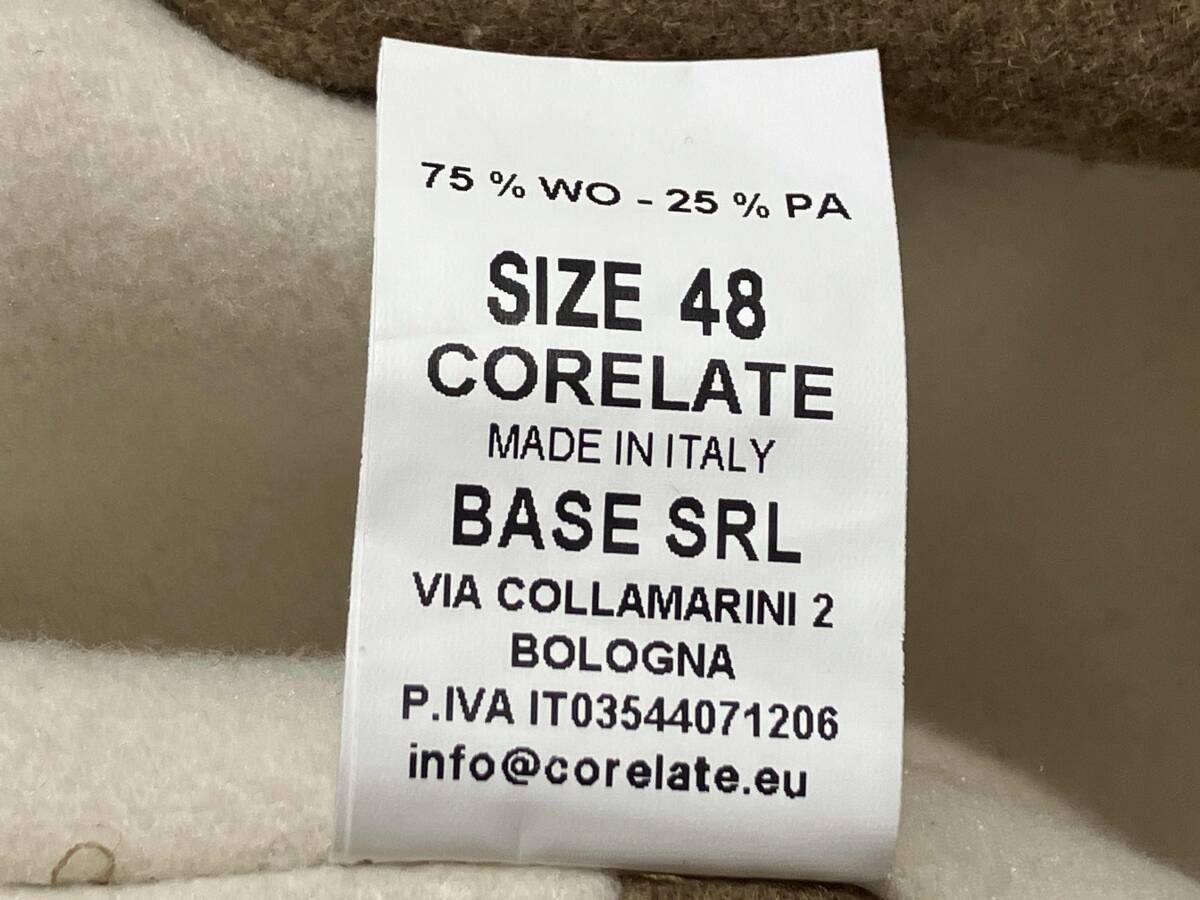 75 % WO - 25 % PA
SIZE 48
CORELATE
MADE IN ITALY
BASE SRL
VIA COLLAMARINI 2
BOLOGNA
P.IVA IT03544071206
info@corelate.eu